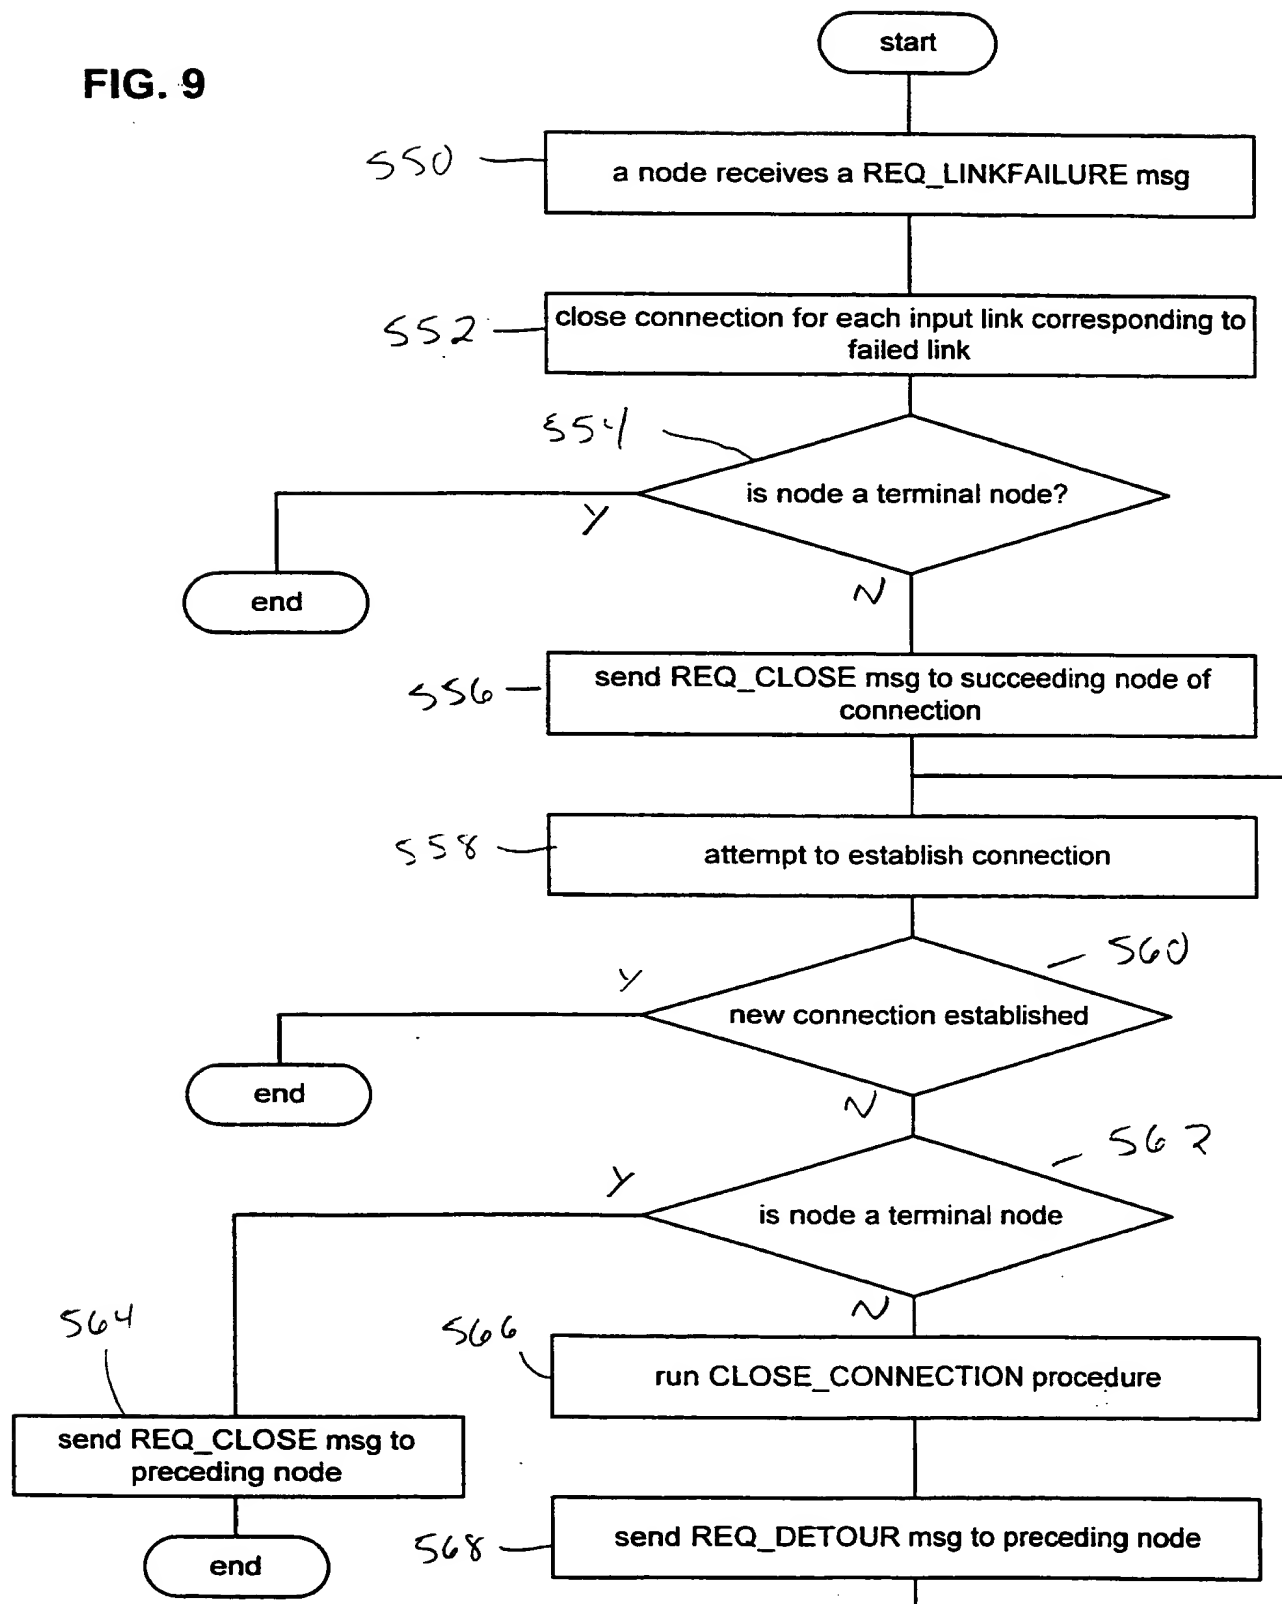 start
FIG. 9
550
a node receives a REQ_LINKFAILURE msg
552
close connection for each input link corresponding to
failed link
554
is node a terminal node?
Y
N
end
556
send REQ_CLOSE msg to succeeding node of
connection
558
attempt to establish connection
560
Y
new connection established
end
N
562
Y
is node a terminal node
N
564
566
run CLOSE_CONNECTION procedure
send REQ_CLOSE msg to
preceding node
568
send REQ_DETOUR msg to preceding node
end